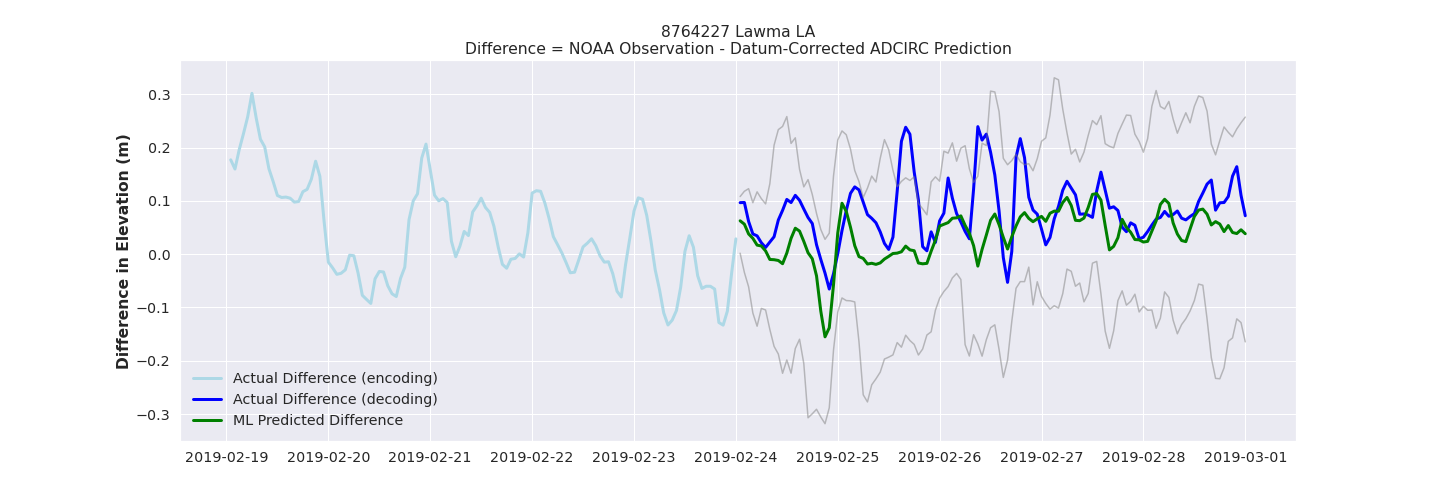 8764227 Lawma LA
Difference = NOAA Observation - Datum-Corrected ADCIRC Prediction
Difference in Elevation (m)
0.3
0.2
0.1
0.0
−0.1
−0.2
−0.3
Actual Difference (encoding)
Actual Difference (decoding)
ML Predicted Difference
2019-02-19 2019-02-20 2019-02-21 2019-02-22 2019-02-23 2019-02-24 2019-02-25 2019-02-26 2019-02-27 2019-02-28 2019-03-01